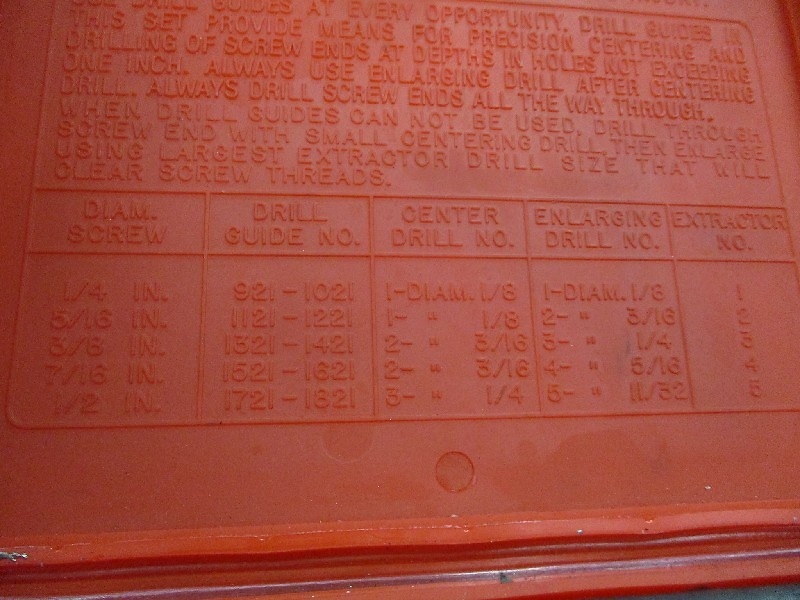 USE DRILL GUIDES AT EVERY OPPORTUNITY. DRILL GUIDES IN
THIS SET PROVIDE MEANS FOR PRECISION CENTERING AND
DRILLING OF SCREW ENDS AT DEPTHS IN HOLES NOT EXCEEDING
ONE INCH. ALWAYS USE ENLARGING DRILL AFTER CENTERING
DRILL. ALWAYS DRILL SCREW ENDS ALL THE WAY THROUGH.
WHEN DRILL GUIDES CAN NOT BE USED, DRILL THROUGH
SCREW END WITH SMALL CENTERING DRILL, THEN ENLARGE
USING LARGEST EXTRACTOR DRILL SIZE THAT WILL
CLEAR SCREW THREADS.
DIAM. SCREW DRILL GUIDE NO. CENTER DRILL NO. ENLARGING DRILL NO. EXTRACTOR NO.
1/4 IN. 921-1021 1-DIAM. 1/8 1-DIAM. 1/8 1
5/16 IN. 1121-1221 1- " 1/8 2- " 3/16 2
3/8 IN. 1321-1421 2- " 3/16 3- " 1/4 3
7/16 IN. 1521-1621 2- " 3/16 4- " 5/16 4
1/2 IN. 1721-1821 3- " 1/4 5- " 11/32 5